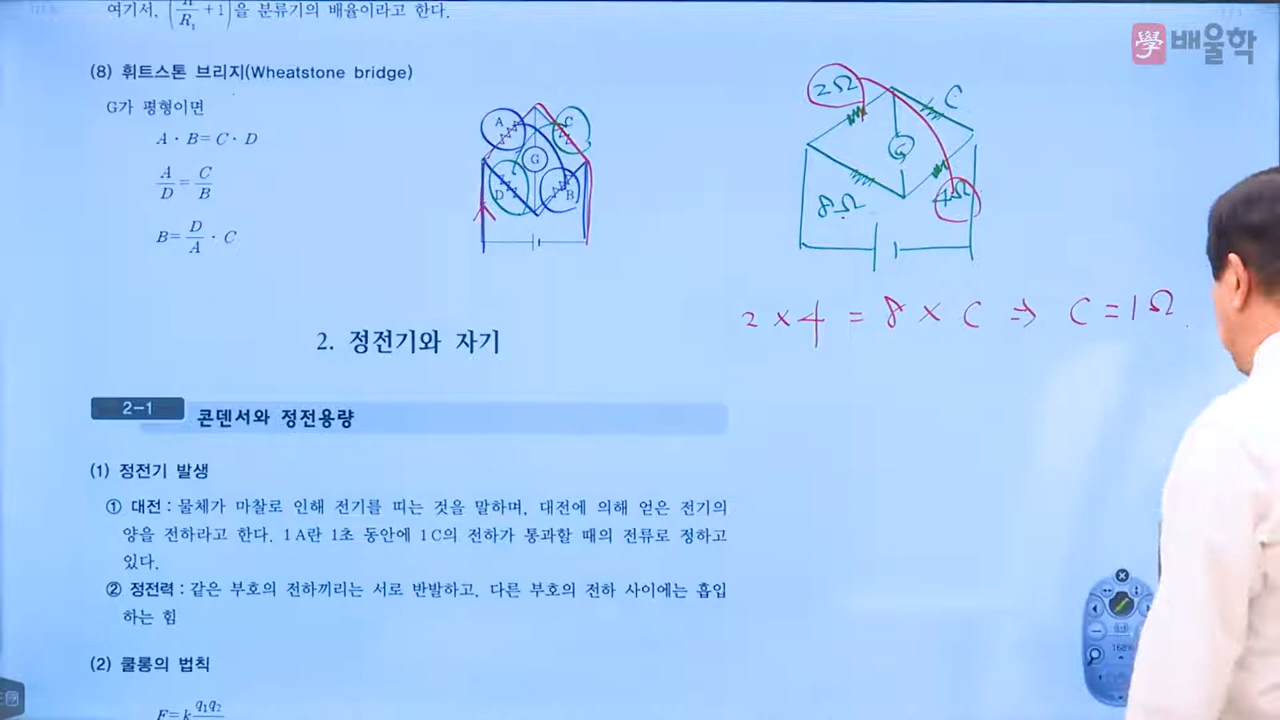 여기서, (R/R₁ +1)을 분류기의 배율이라고 한다.
學 배울학
(8) 휘트스톤 브리지(Wheatstone bridge)
G가 평형이면
A · B = C · D
A/D = C/B
B = D/A · C
A C
G
D B
2Ω C
G
8Ω 4Ω
2 × 4 = 8 × C ⇒ C = 1Ω
2. 정전기와 자기
2-1 콘덴서와 정전용량
(1) 정전기 발생
① 대전 : 물체가 마찰로 인해 전기를 띠는 것을 말하며, 대전에 의해 얻은 전기의
양을 전하라고 한다. 1A란 1초 동안에 1C의 전하가 통과할 때의 전류로 정하고
있다.
② 정전력 : 같은 부호의 전하끼리는 서로 반발하고, 다른 부호의 전하 사이에는 흡입
하는 힘
(2) 쿨롱의 법칙
F = k q₁q₂
168%